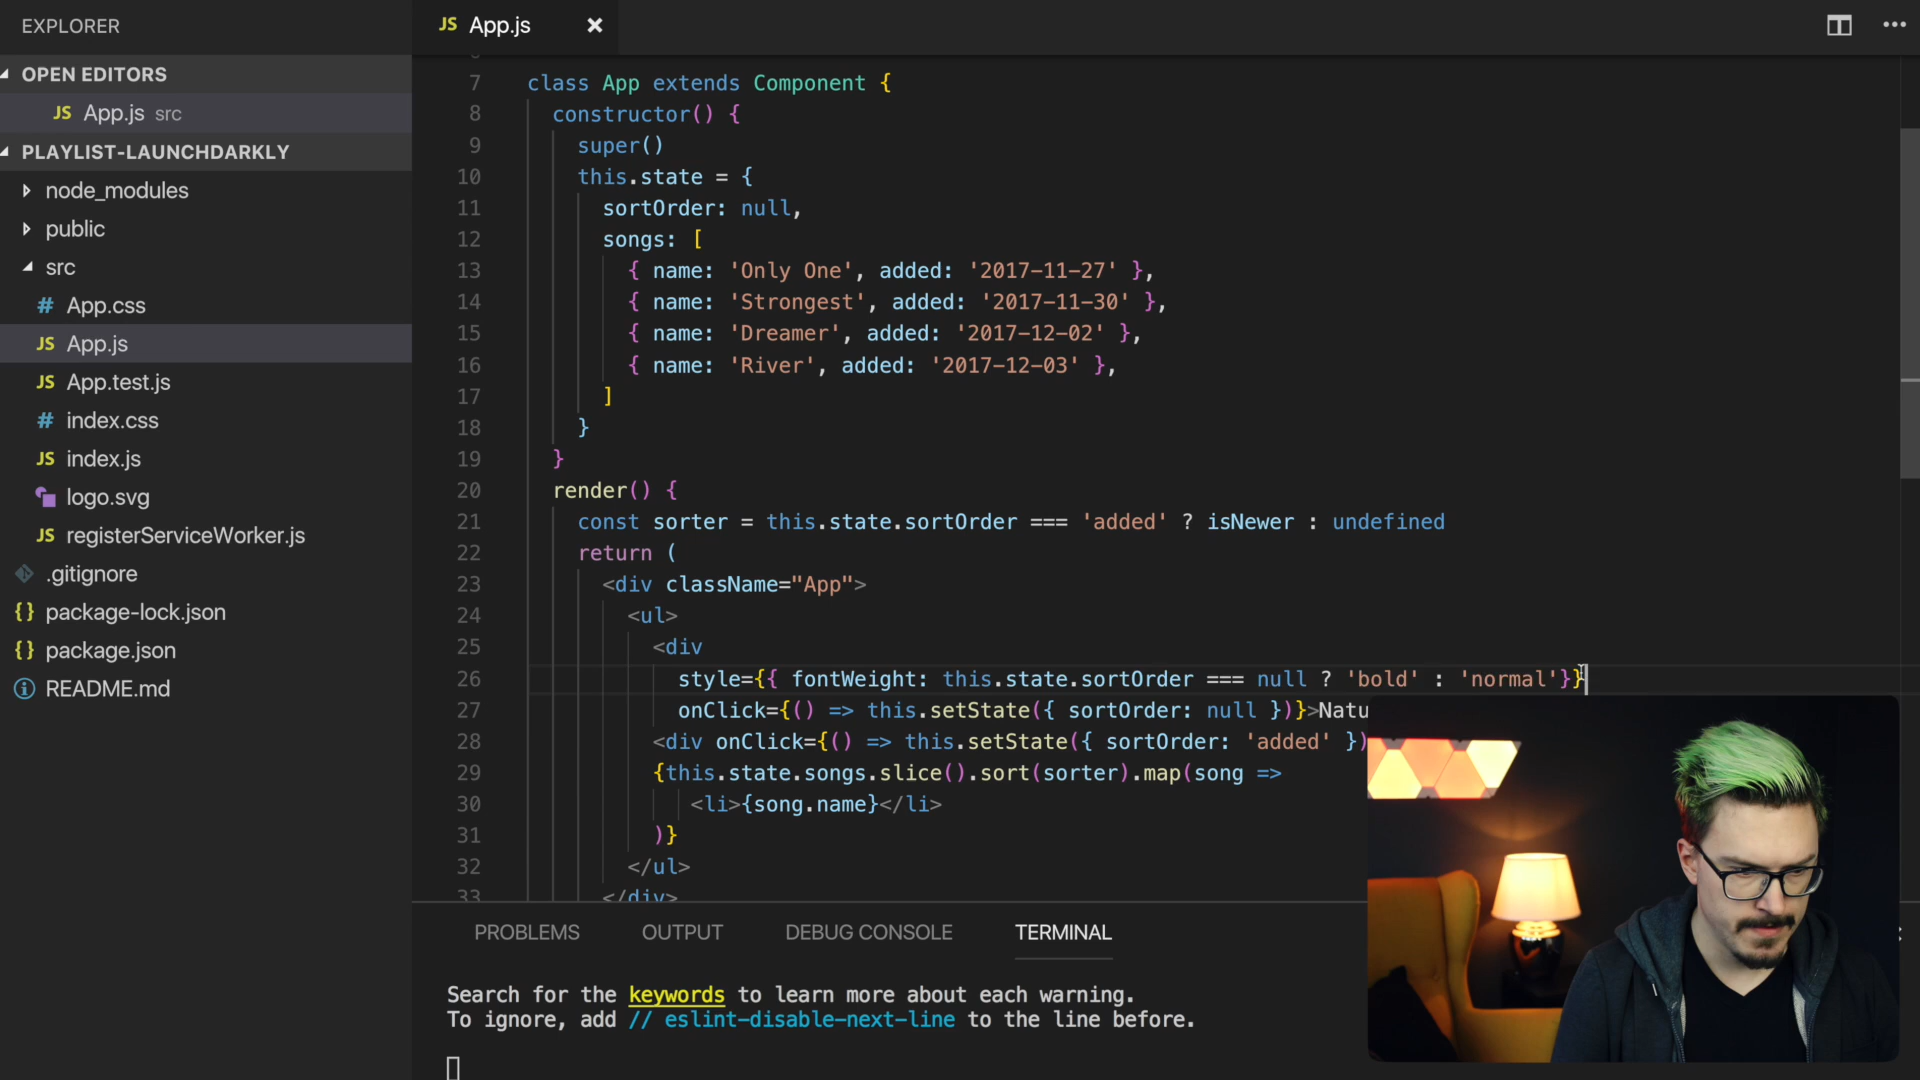 EXPLORER
OPEN EDITORS
JS App.js src
PLAYLIST-LAUNCHDARKLY
node_modules
public
src
# App.css
JS App.js
JS App.test.js
# index.css
JS index.js
logo.svg
JS registerServiceWorker.js
.gitignore
{} package-lock.json
{} package.json
README.md
JS App.js
7 class App extends Component {
8 constructor() {
9 super()
10 this.state = {
11 sortOrder: null,
12 songs: [
13 { name: 'Only One', added: '2017-11-27' },
14 { name: 'Strongest', added: '2017-11-30' },
15 { name: 'Dreamer', added: '2017-12-02' },
16 { name: 'River', added: '2017-12-03' },
17 ]
18 }
19 }
20 render() {
21 const sorter = this.state.sortOrder === 'added' ? isNewer : undefined
22 return (
23 <div className="App">
24 <ul>
25 <div
26 style={{ fontWeight: this.state.sortOrder === null ? 'bold' : 'normal'}}
27 onClick={() => this.setState({ sortOrder: null })}>Natu
28 <div onClick={() => this.setState({ sortOrder: 'added' })
29 {this.state.songs.slice().sort(sorter).map(song =>
30 <li>{song.name}</li>
31 )}
32 </ul>
33 </div>
PROBLEMS OUTPUT DEBUG CONSOLE TERMINAL
Search for the keywords to learn more about each warning.
To ignore, add // eslint-disable-next-line to the line before.